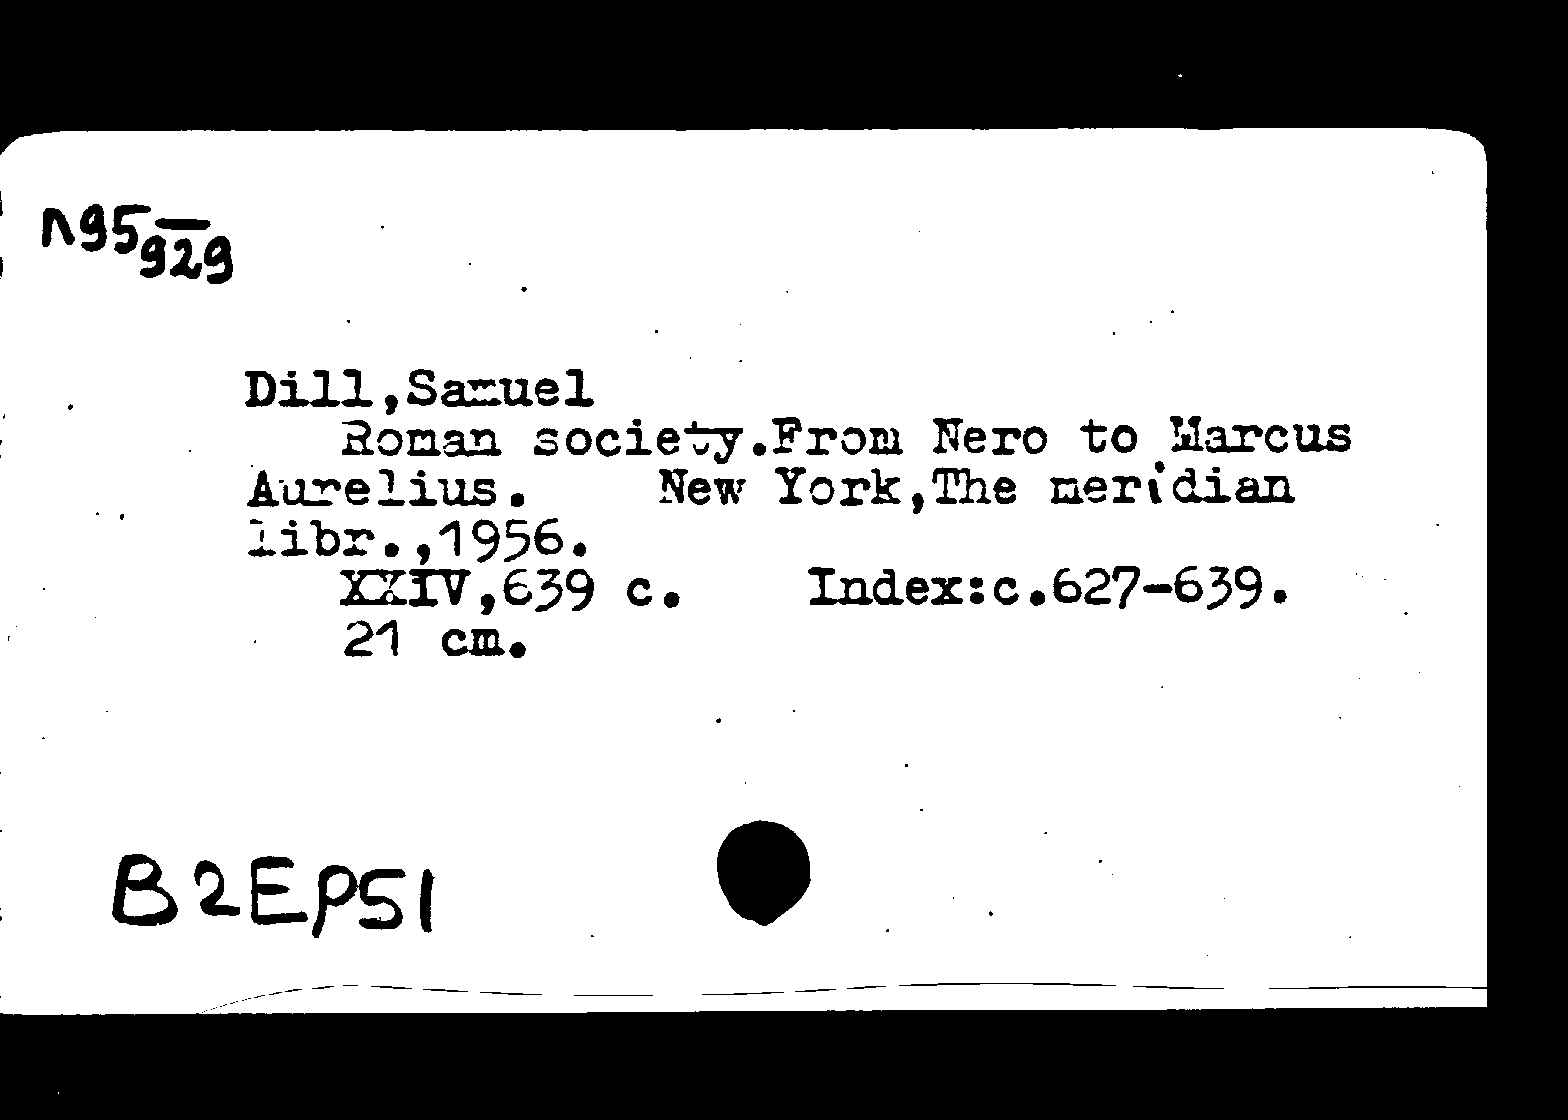 П95
929
Dill,Samuel
Roman society.From Nero to Marcus
Aurelius. New York,The meridian
libr.,1956.
XXIV,639 c. Index:c.627-639.
21 cm.
B2EP51